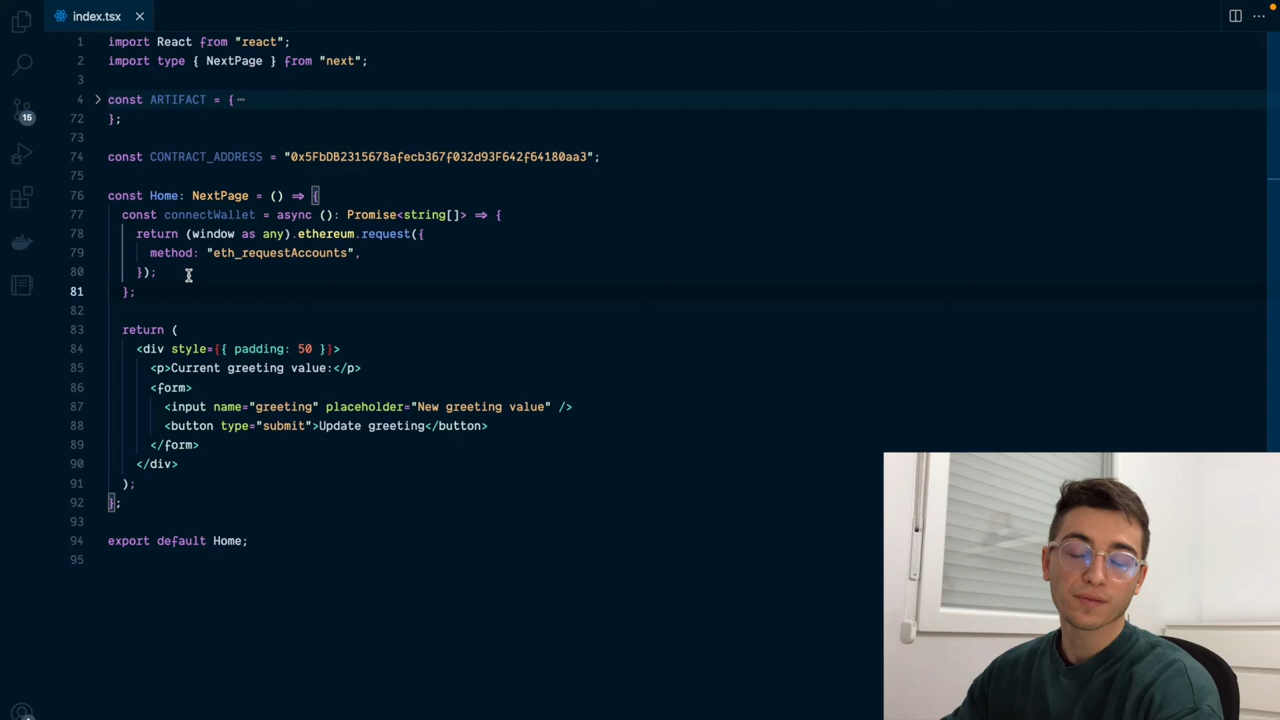 index.tsx
1 import React from "react";
2 import type { NextPage } from "next";
3
4 const ARTIFACT = { ⋯
72 };
73
74 const CONTRACT_ADDRESS = "0x5FbDB2315678afecb367f032d93F642f64180aa3";
75
76 const Home: NextPage = () => {
77 const connectWallet = async (): Promise<string[]> => {
78 return (window as any).ethereum.request({
79 method: "eth_requestAccounts",
80 });
81 };
82
83 return (
84 <div style={{ padding: 50 }}>
85 <p>Current greeting value:</p>
86 <form>
87 <input name="greeting" placeholder="New greeting value" />
88 <button type="submit">Update greeting</button>
89 </form>
90 </div>
91 );
92 };
93
94 export default Home;
95
15